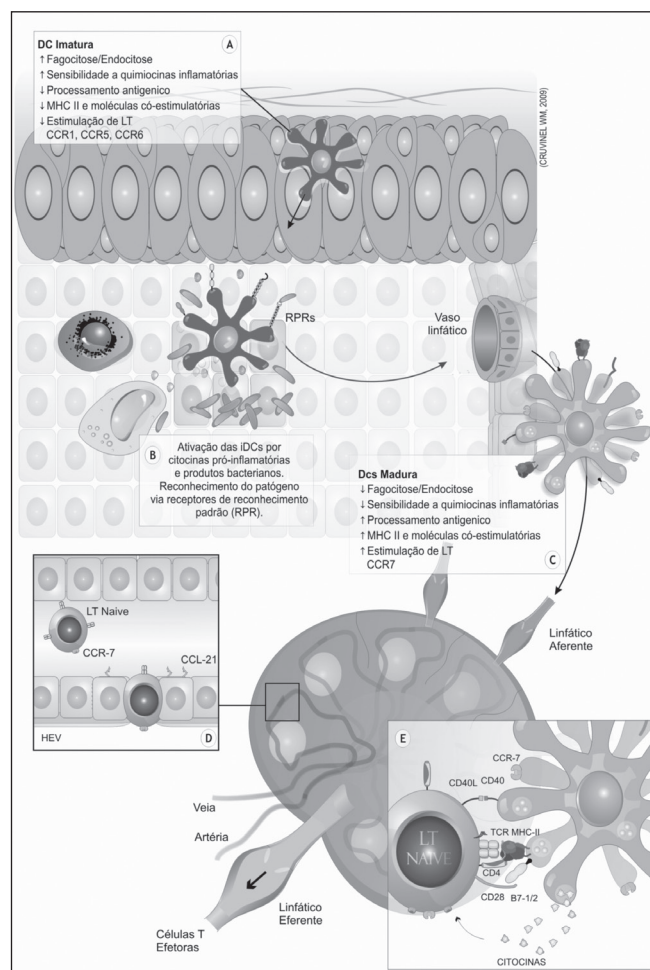 DC Imatura
A
↑ Fagocitose/Endocitose
↑ Sensibilidade a quimiocinas inflamatórias
↓ Processamento antigenico
↓ MHC II e moléculas có-estimulatórias
↓ Estimulação de LT
CCR1, CCR5, CCR6
(CRUVINEL WM, 2009)
RPRs
Vaso
linfático
B
Ativação das iDCs por
citocinas pró-inflamatórias
e produtos bacterianos.
Reconhecimento do patógeno
via receptores de reconhecimento
padrão (RPR).
Dcs Madura
↓ Fagocitose/Endocitose
↓ Sensibilidade a quimiocinas inflamatórias
↑ Processamento antigenico
↑ MHC II e moléculas có-estimulatórias
↑ Estimulação de LT
CCR7
C
LT Naive
CCR-7
CCL-21
HEV
D
Linfático
Aferente
Veia
Artéria
Linfático
Eferente
Células T
Efetoras
E
CCR-7
CD40L CD40
LT
NAIVE
TCR MHC-II
CD4
CD28 B7-1/2
CITOCINAS